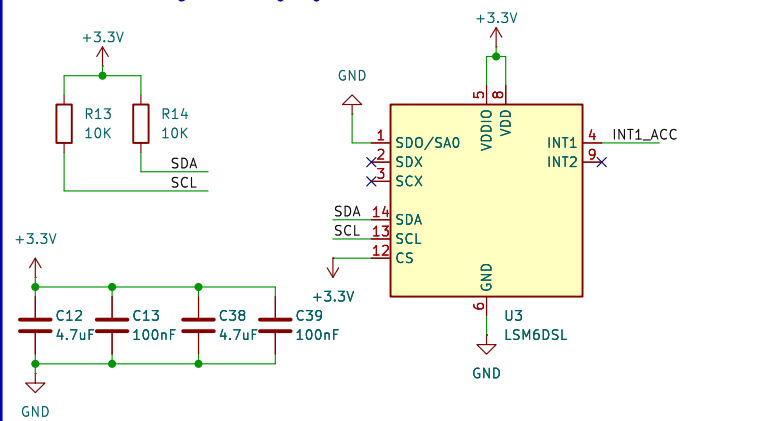 +3.3V
R13
10K
R14
10K
SDA
SCL
+3.3V
C12
4.7uF
C13
100nF
C38
4.7uF
C39
100nF
GND
+3.3V
GND
5
8
VDDIO
VDD
1
SDO/SA0
2
SDX
3
SCX
SDA
14
SDA
SCL
13
SCL
12
CS
+3.3V
INT1
4
INT1_ACC
INT2
9
GND
6
U3
LSM6DSL
GND